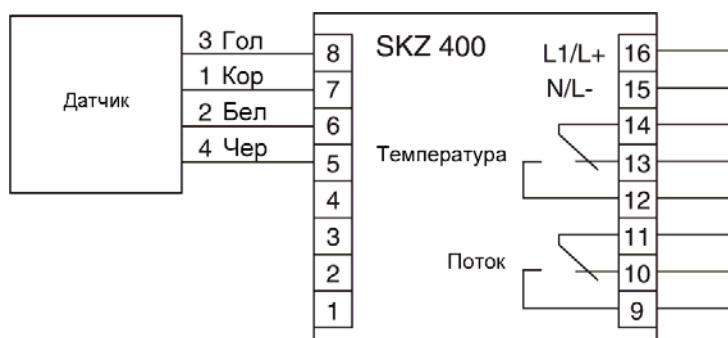 3 Гол
1 Кор
2 Бел
4 Чер
Датчик
8
7
6
5
4
3
2
1
SKZ 400
L1/L+
N/L-
Температура
Поток
16
15
14
13
12
11
10
9